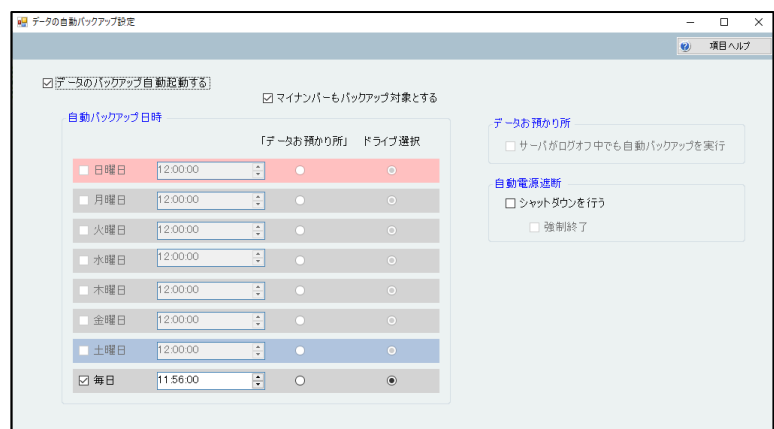 データの自動バックアップ設定
項目ヘルプ
データのバックアップ自動起動する
マイナンバーもバックアップ対象とする
自動バックアップ日時
「データお預かり所」 ドライブ選択
日曜日 12:00:00
月曜日 12:00:00
火曜日 12:00:00
水曜日 12:00:00
木曜日 12:00:00
金曜日 12:00:00
土曜日 12:00:00
毎日 11:56:00
データお預かり所
サーバがログオフ中でも自動バックアップを実行
自動電源遮断
シャットダウンを行う
強制終了